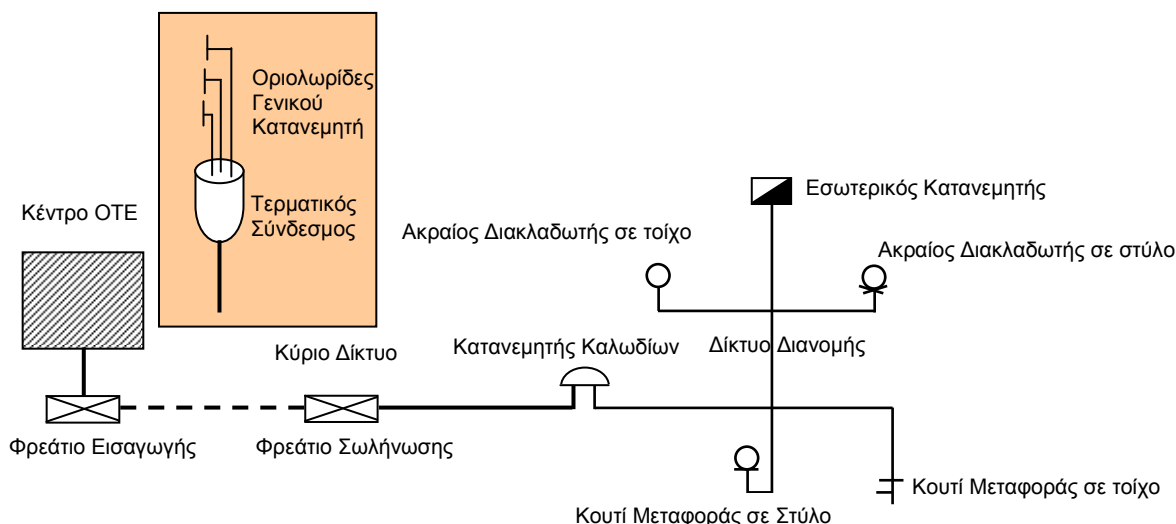 Οριολωρίδες
Γενικού
Κατανεμητή
Τερματικός
Σύνδεσμος
Κέντρο ΟΤΕ
Εσωτερικός Κατανεμητής
Ακραίος Διακλαδωτής σε τοίχο
Ακραίος Διακλαδωτής σε στύλο
Κύριο Δίκτυο
Κατανεμητής Καλωδίων
Δίκτυο Διανομής
Φρεάτιο Εισαγωγής
Φρεάτιο Σωλήνωσης
Κουτί Μεταφοράς σε τοίχο
Κουτί Μεταφοράς σε Στύλο